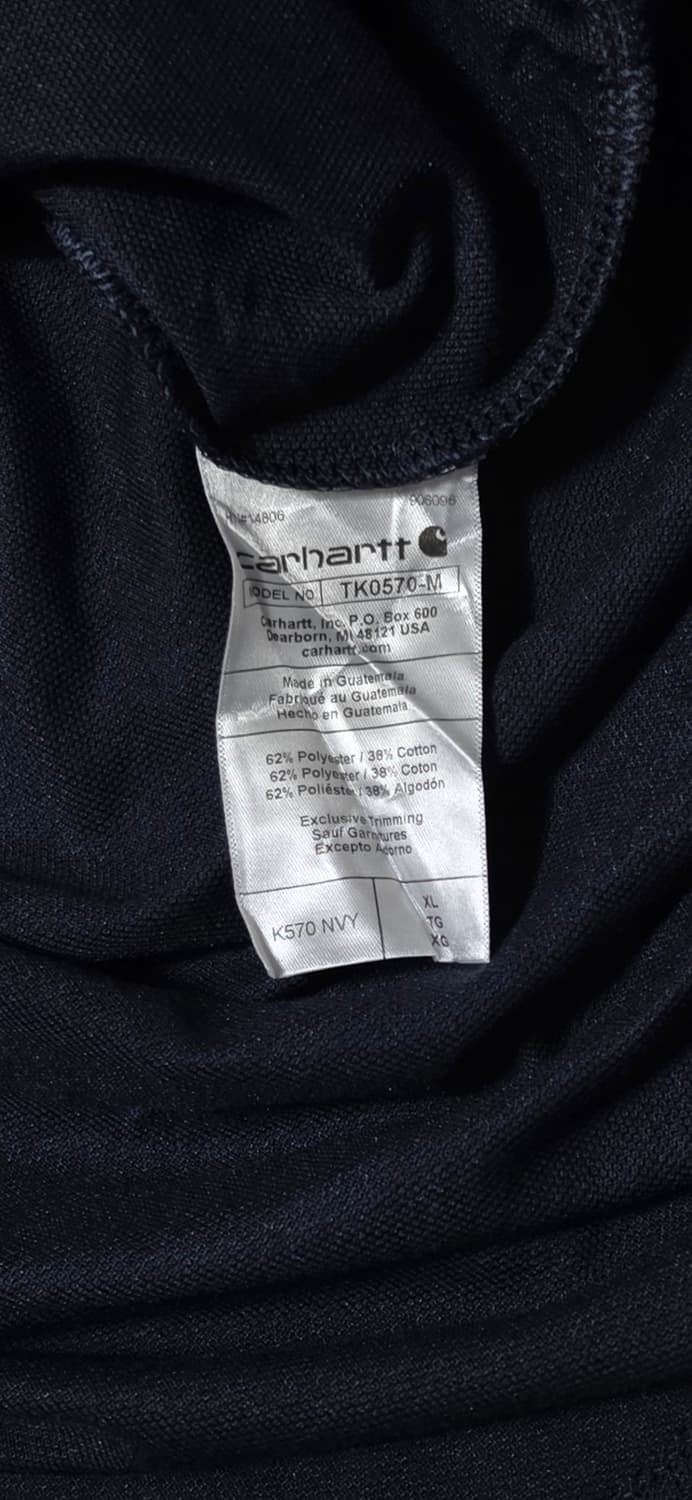 RN#14806 906096
carhartt
MODEL NO TK0570-M
Carhartt, Inc. P.O. Box 600
Dearborn, MI 48121 USA
carhartt.com
Made in Guatemala
Fabriqué au Guatemala
Hecho en Guatemala
62% Polyester / 38% Cotton
62% Polyester / 38% Coton
62% Poliéster / 38% Algodón
Exclusive Trimming
Sauf Garnitures
Excepto Adorno
K570 NVY
XL
TG
XG